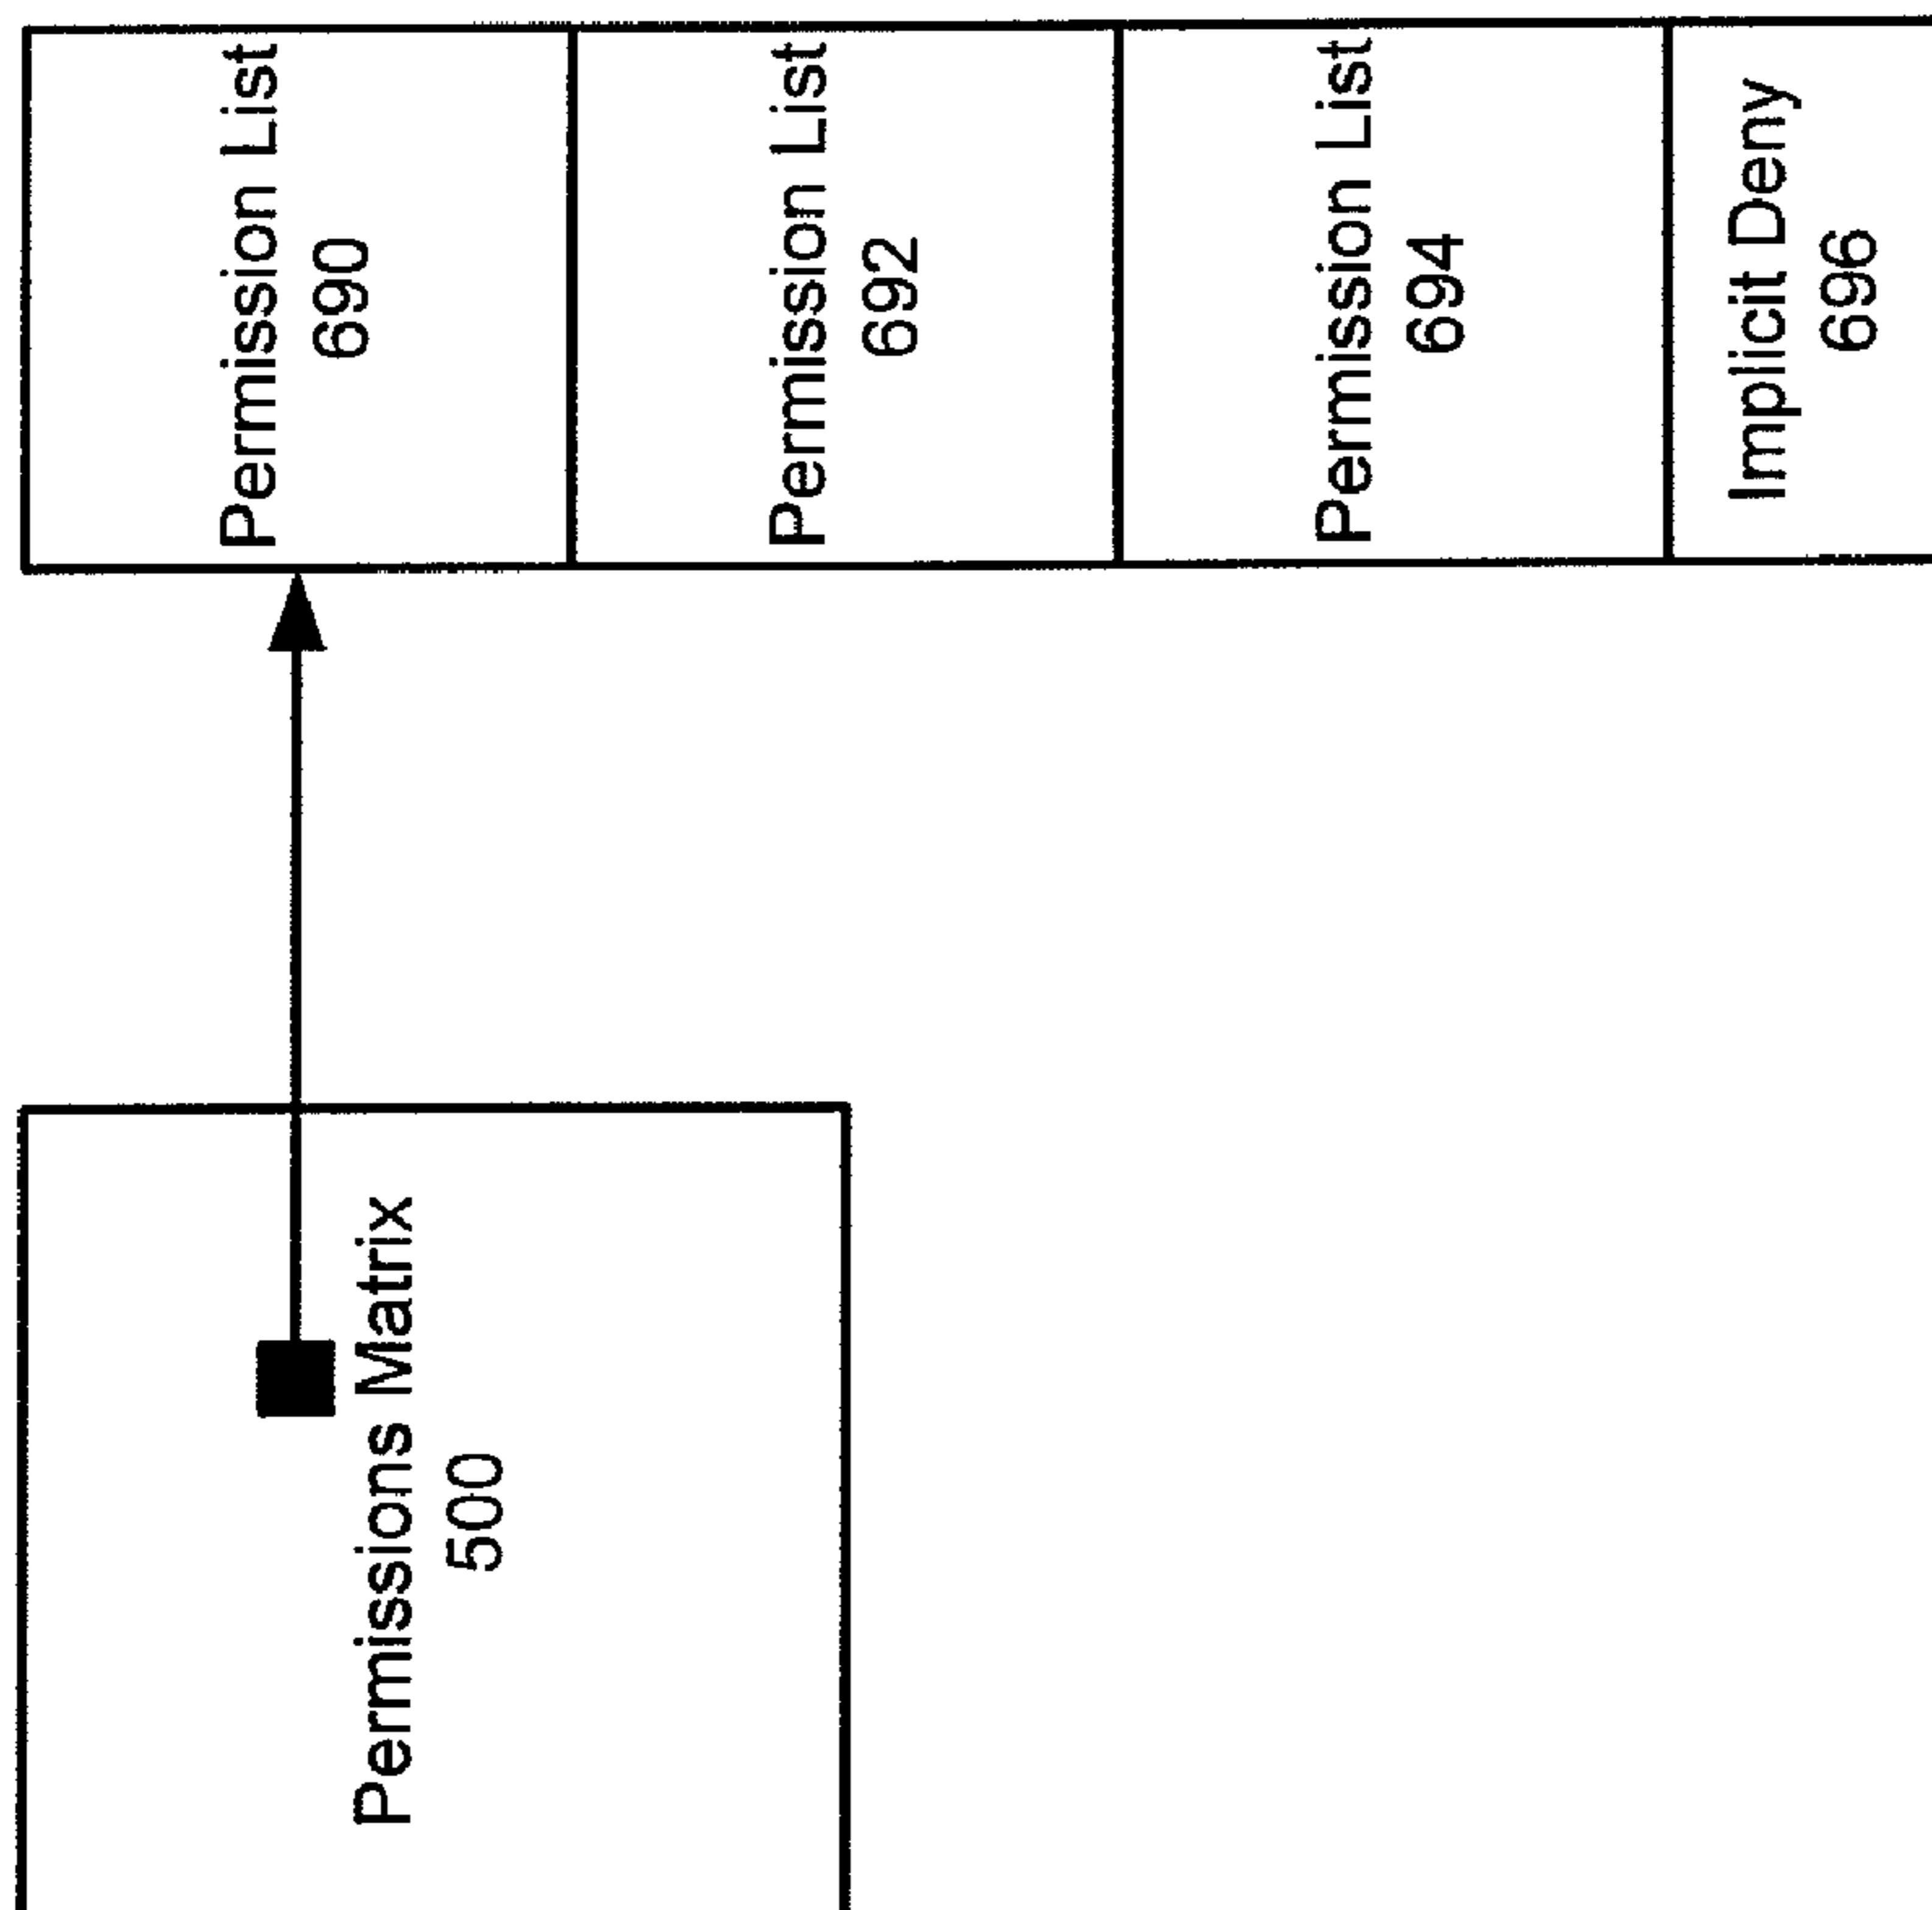 Permission List
690
Permission List
692
Permission List
694
Implicit Deny
696
Permissions Matrix
500